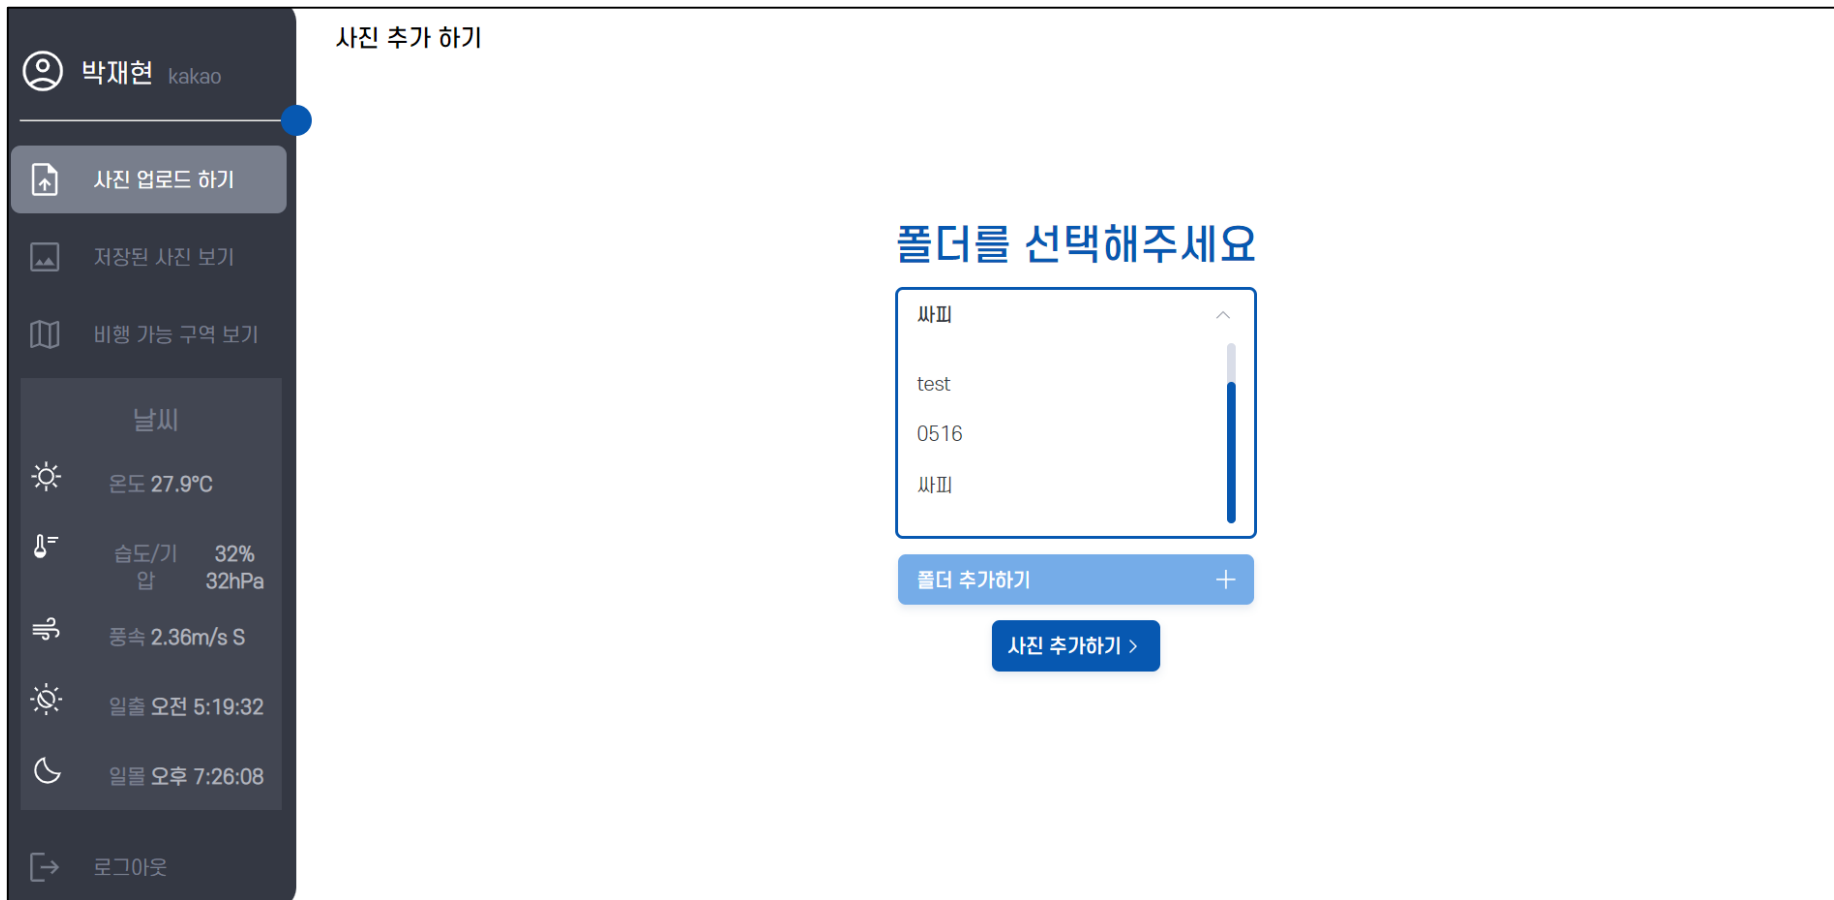 사진 추가 하기
박재현 kakao
사진 업로드 하기
저장된 사진 보기
비행 가능 구역 보기
날씨
온도 27.9°C
습도/기 32%
압 32hPa
풍속 2.36m/s S
일출 오전 5:19:32
일몰 오후 7:26:08
로그아웃
폴더를 선택해주세요
싸피
test
0516
싸피
폴더 추가하기
사진 추가하기